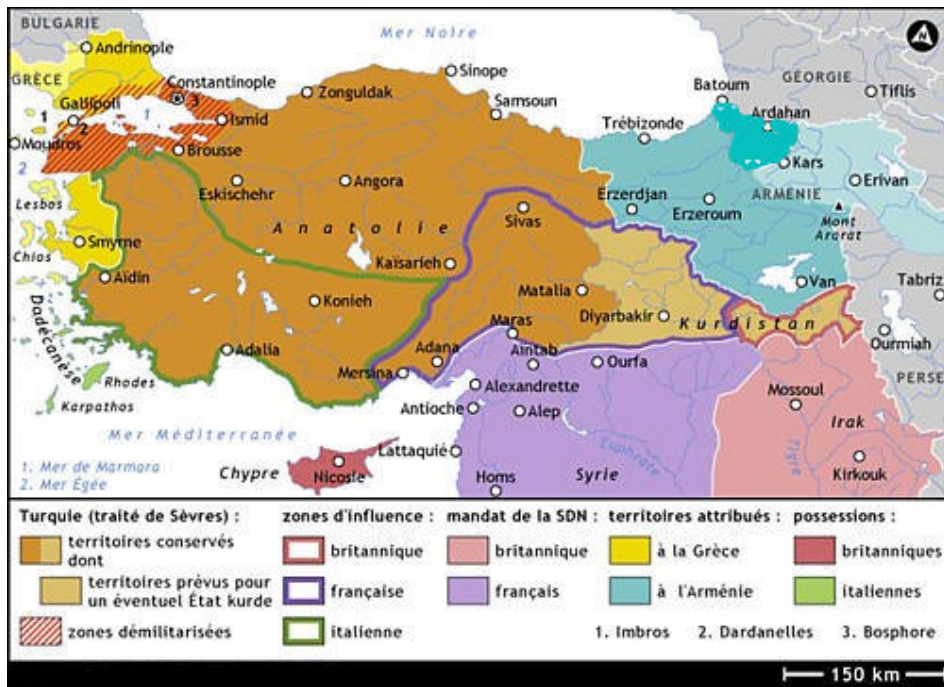 BULGARIE
Andrinople
Mer Noire
N
GRÈCE
Constantinople
3
Sinope
GÉORGIE
Gallipoli
Zonguldak
Batoum
Tiflis
1
2
1
Ismid
Samsoun
Ardahan
Moudros
Brousse
Trébizonde
Kars
2
Eskischehr
Angora
Erzerdjan
ARMÉNIE
Erivan
Lesbos
Sivas
Erzeroum
Mont
Ararat
Smyrne
Anatolie
Chios
Kaïsarieh
Aïdin
Matalia
Van
Tabriz
Dodécanèse
Konieh
Diyarbakir
Kurdistan
Maras
Adalia
Adana
Aïntab
Ourfa
Ourmiah
Rhodes
Mersina
Alexandrette
Mossoul
PERSE
Karpathos
Antioche
Alep
Irak
Mer Méditerranée
Lattaquié
Euphrate
Tigre
1. Mer de Marmara
Chypre
Nicosie
Syrie
Kirkouk
2. Mer Égée
Homs
Turquie (traité de Sèvres) :
territoires conservés
dont
territoires prévus pour
un éventuel État kurde
zones démilitarisées
zones d'influence :
britannique
française
italienne
mandat de la SDN :
britannique
français
territoires attribués :
à la Grèce
à l'Arménie
possessions :
britanniques
italiennes
1. Imbros 2. Dardanelles 3. Bosphore
150 km